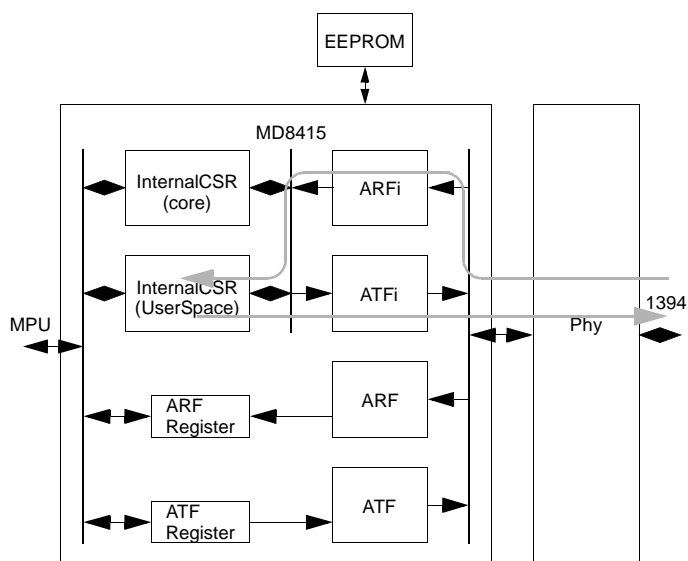 EEPROM
MD8415
InternalCSR
(core)
ARFi
InternalCSR
(UserSpace)
ATFi
MPU
1394
Phy
ARF
Register
ARF
ATF
Register
ATF